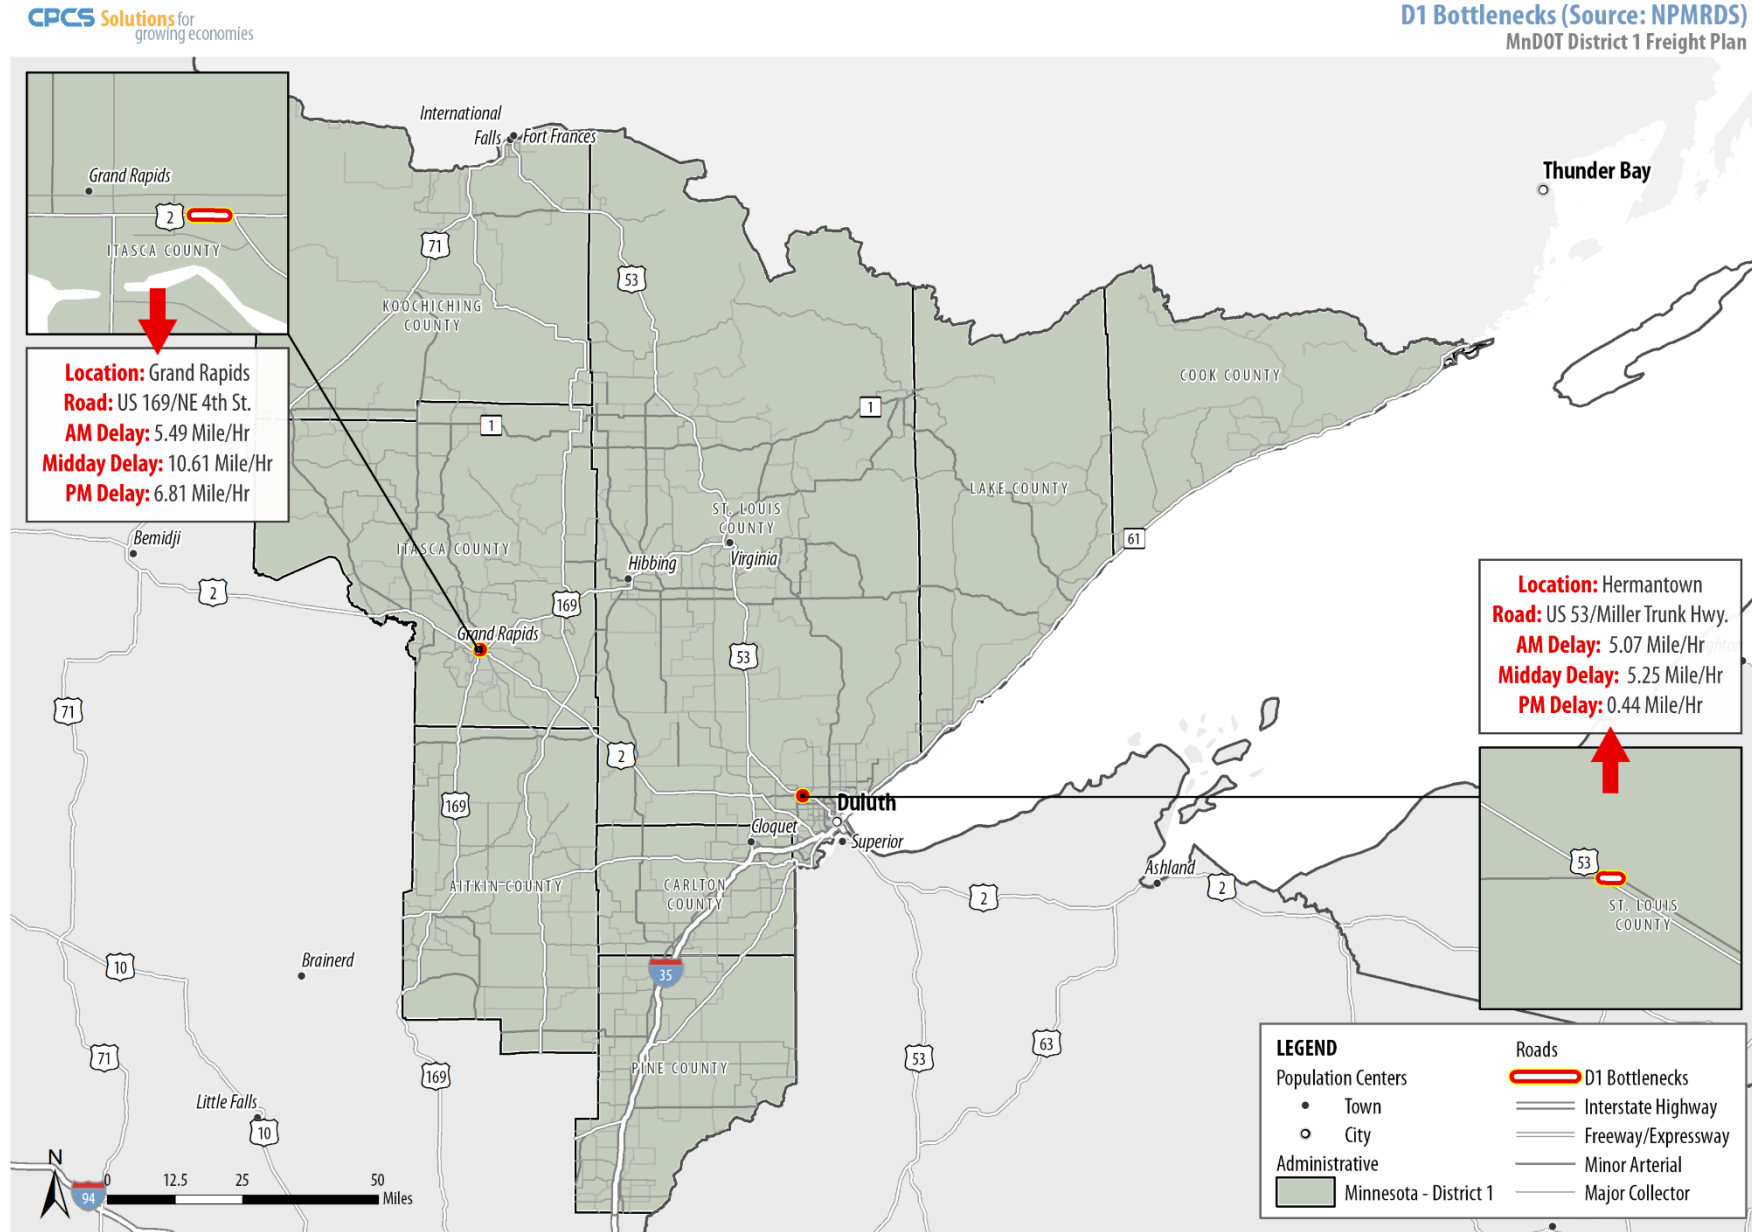 CPCS Solutions for
growing economies
D1 Bottlenecks (Source: NPMRDS)
MnDOT District 1 Freight Plan
Grand Rapids
2
ITASCA COUNTY
Location: Grand Rapids
Road: US 169/NE 4th St.
AM Delay: 5.49 Mile/Hr
Midday Delay: 10.61 Mile/Hr
PM Delay: 6.81 Mile/Hr
International
Falls
Fort Frances
Thunder Bay
71
53
KOOCHICHING
COUNTY
COOK COUNTY
1
1
LAKE COUNTY
ST. LOUIS
COUNTY
61
Bemidji
ITASCA COUNTY
Hibbing
Virginia
2
169
Grand Rapids
53
71
2
169
Duluth
Cloquet
Superior
Ashland
2
2
AITKIN COUNTY
CARLTON
COUNTY
Brainerd
10
35
71
169
PINE COUNTY
53
63
Little Falls
10
94
Location: Hermantown
Road: US 53/Miller Trunk Hwy.
AM Delay: 5.07 Mile/Hr
Midday Delay: 5.25 Mile/Hr
PM Delay: 0.44 Mile/Hr
53
ST. LOUIS
COUNTY
N
0 12.5 25 50
Miles
LEGEND
Population Centers
Town
City
Administrative
Minnesota - District 1
Roads
D1 Bottlenecks
Interstate Highway
Freeway/Expressway
Minor Arterial
Major Collector